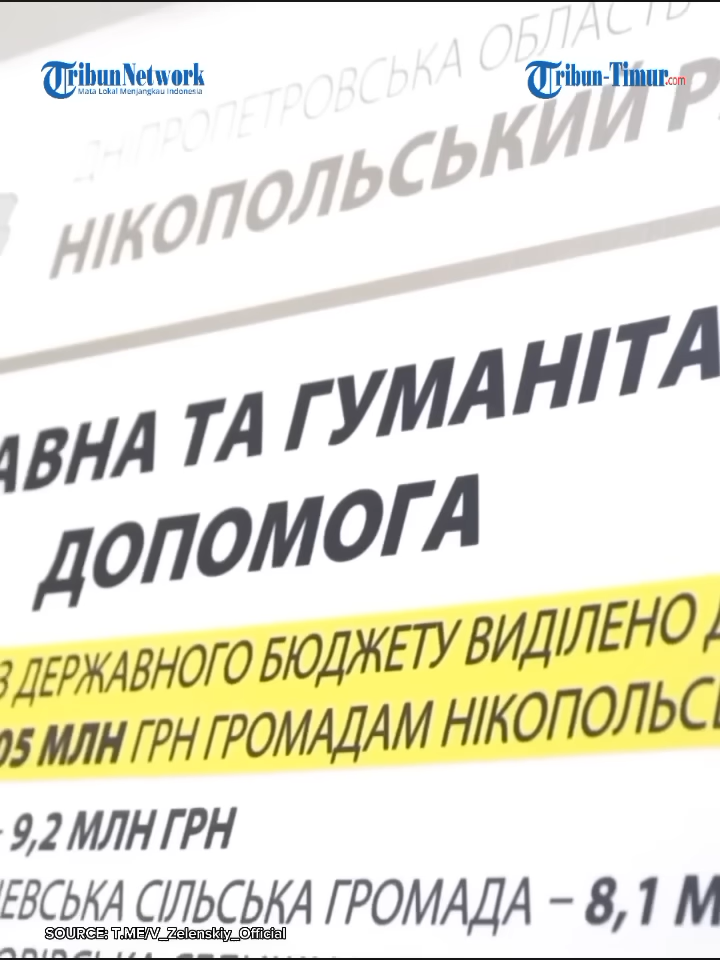 TribunNetwork
Mata Lokal Menjangkau Indonesia
Tribun-Timur.com
ДНІПРОПЕТРОВСЬКА ОБЛАСТЬ
НІКОПОЛЬСЬКИЙ Р
АВНА ТА ГУМАНІТА
ДОПОМОГА
З ДЕРЖАВНОГО БЮДЖЕТУ ВИДІЛЕНО Д
05 МЛН ГРН ГРОМАДАМ НІКОПОЛЬСЬ
- 9,2 МЛН ГРН
ЕВСЬКА СІЛЬСЬКА ГРОМАДА – 8,1 М
SOURCE: T.ME/V_Zelenskiy_Official